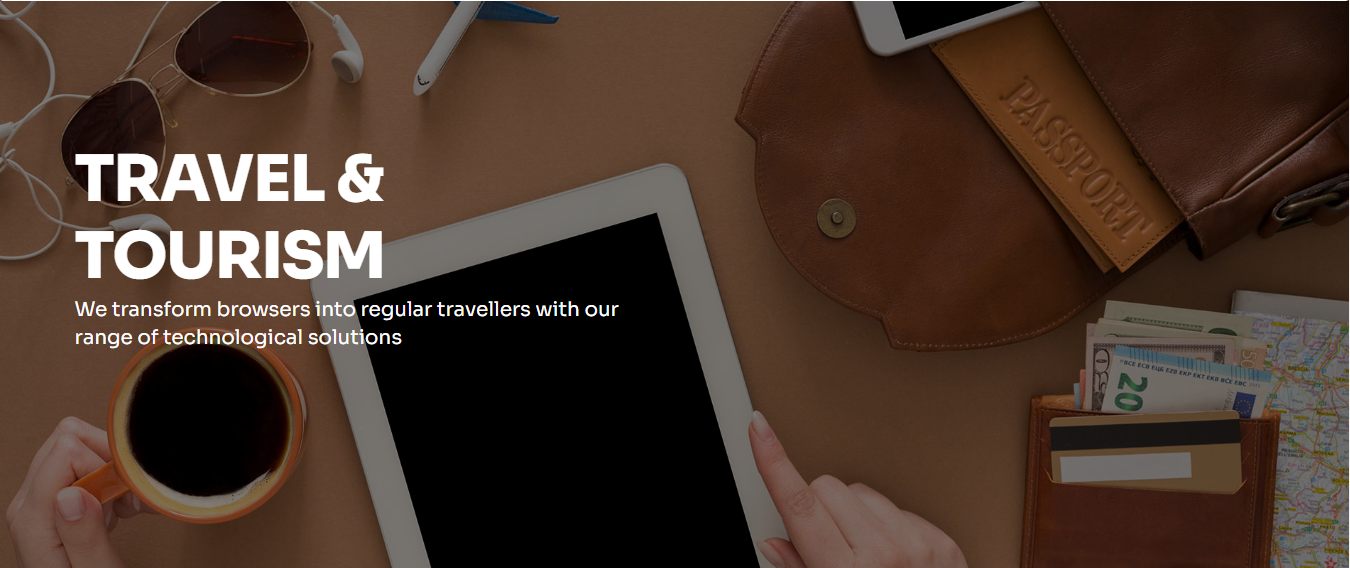 TRAVEL &
TOURISM
We transform browsers into regular travellers with our
range of technological solutions
PASSPORT
20